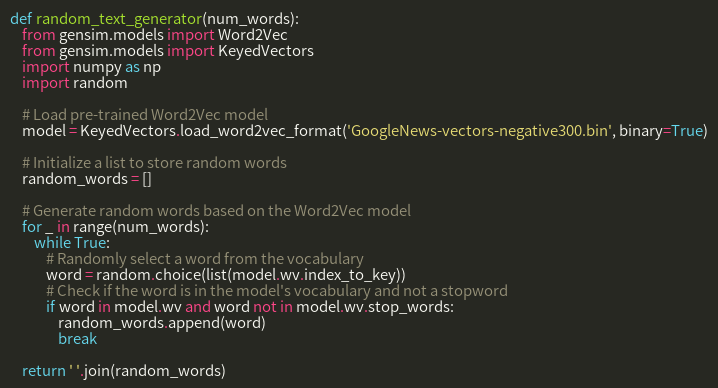 def random_text_generator(num_words):
    from gensim.models import Word2Vec
    from gensim.models import KeyedVectors
    import numpy as np
    import random

    # Load pre-trained Word2Vec model
    model = KeyedVectors.load_word2vec_format('GoogleNews-vectors-negative300.bin', binary=True)

    # Initialize a list to store random words
    random_words = []

    # Generate random words based on the Word2Vec model
    for _ in range(num_words):
        while True:
            # Randomly select a word from the vocabulary
            word = random.choice(list(model.wv.index_to_key))
            # Check if the word is in the model's vocabulary and not a stopword
            if word in model.wv and word not in model.wv.stop_words:
                random_words.append(word)
                break

    return ' '.join(random_words)